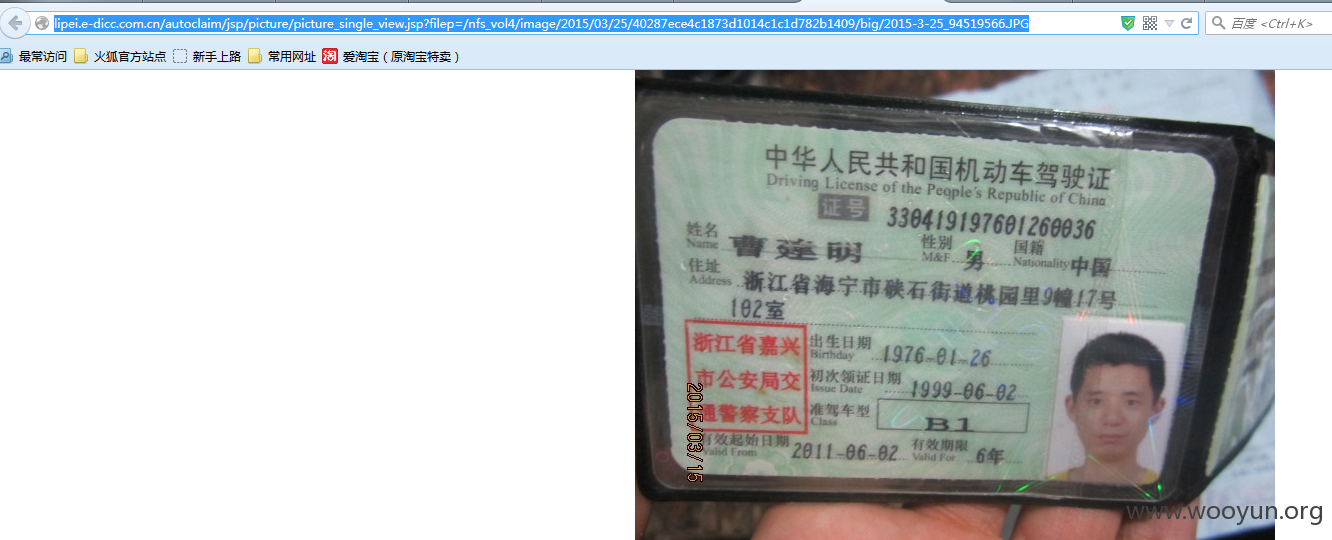 lipei.e-dicc.com.cn/autoclaim/jsp/picture/picture_single_view.jsp?filep=/nfs_vol4/image/2015/03/25/40287ece4c1873d1014c1c1d782b1409/big/2015-3-25_94519566.JPG
百度 <Ctrl+K>
最常访问 火狐官方站点 新手上路 常用网址 淘 爱淘宝（原淘宝特卖）
中华人民共和国机动车驾驶证
Driving License of the People's Republic of China
证号 330419197601260036
姓名 性别 国籍
Name 曹莲明 M&F 男 Nationality 中国
住址
Address 浙江省海宁市硖石街道桃园里9幢17号
102室
浙江省嘉兴
市公安局交
通警察支队
出生日期
Birthday 1976-01-26
初次领证日期
Issue Date 1999-06-02
准驾车型
Class B1
有效起始日期
Valid From 2011-06-02
有效期限
Valid For 6年
2015/03/15
www.wooyun.org